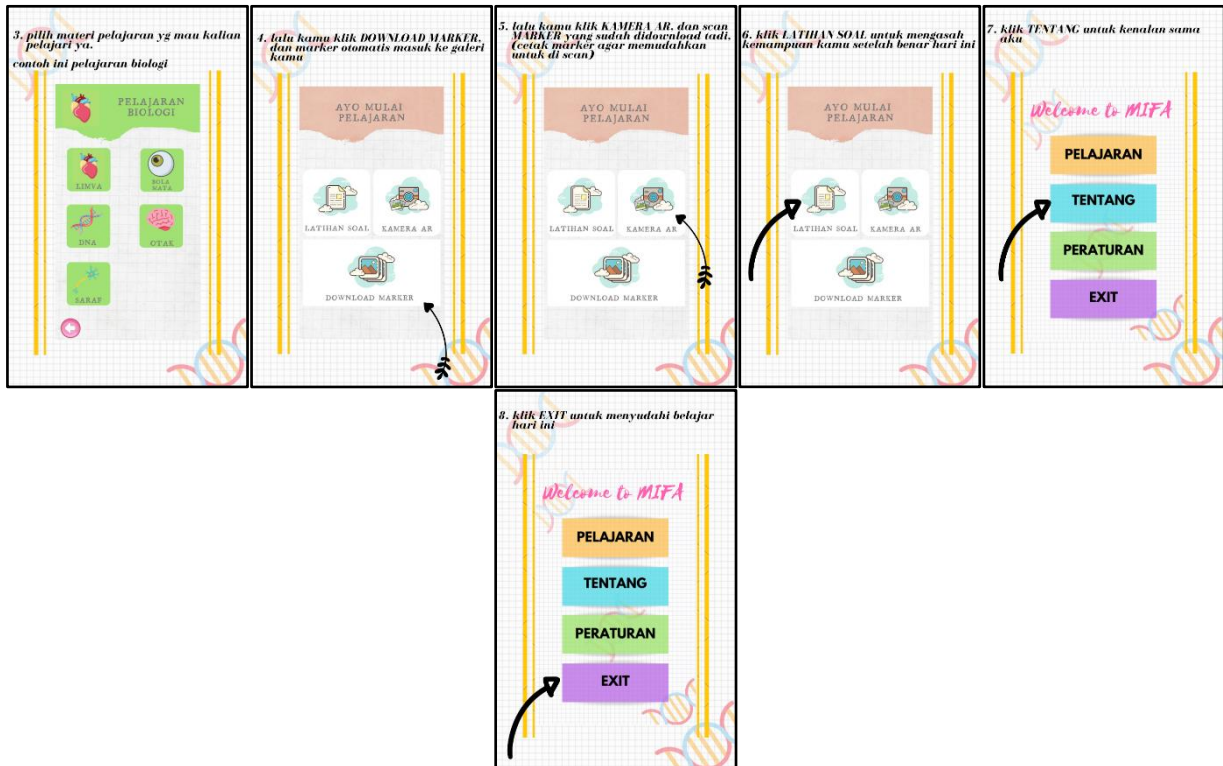 3. pilih materi pelajaran yg mau kalian
pelajari ya.
contoh ini pelajaran biologi
PELAJARAN
BIOLOGI
LIMVA
BOLA
MATA
DNA
OTAK
SARAF
4. lalu kamu klik DOWNLOAD MARKER,
dan marker otomatis masuk ke galeri
kamu
AYO MULAI
PELAJARAN
LATIHAN SOAL
KAMERA AR
DOWNLOAD MARKER
5. lalu kamu klik KAMERA AR, dan scan
MARKER yang sudah didownload tadi,
(cetak marker agar memudahkan
untuk di scan)
AYO MULAI
PELAJARAN
LATIHAN SOAL
KAMERA AR
DOWNLOAD MARKER
6. klik LATIHAN SOAL untuk mengasah
kemampuan kamu setelah benar hari ini
AYO MULAI
PELAJARAN
LATIHAN SOAL
KAMERA AR
DOWNLOAD MARKER
7. klik TENTANG untuk kenalan sama
aku
Welcome to MIFA
PELAJARAN
TENTANG
PERATURAN
EXIT
8. klik EXIT untuk menyudahi belajar
hari ini
Welcome to MIFA
PELAJARAN
TENTANG
PERATURAN
EXIT